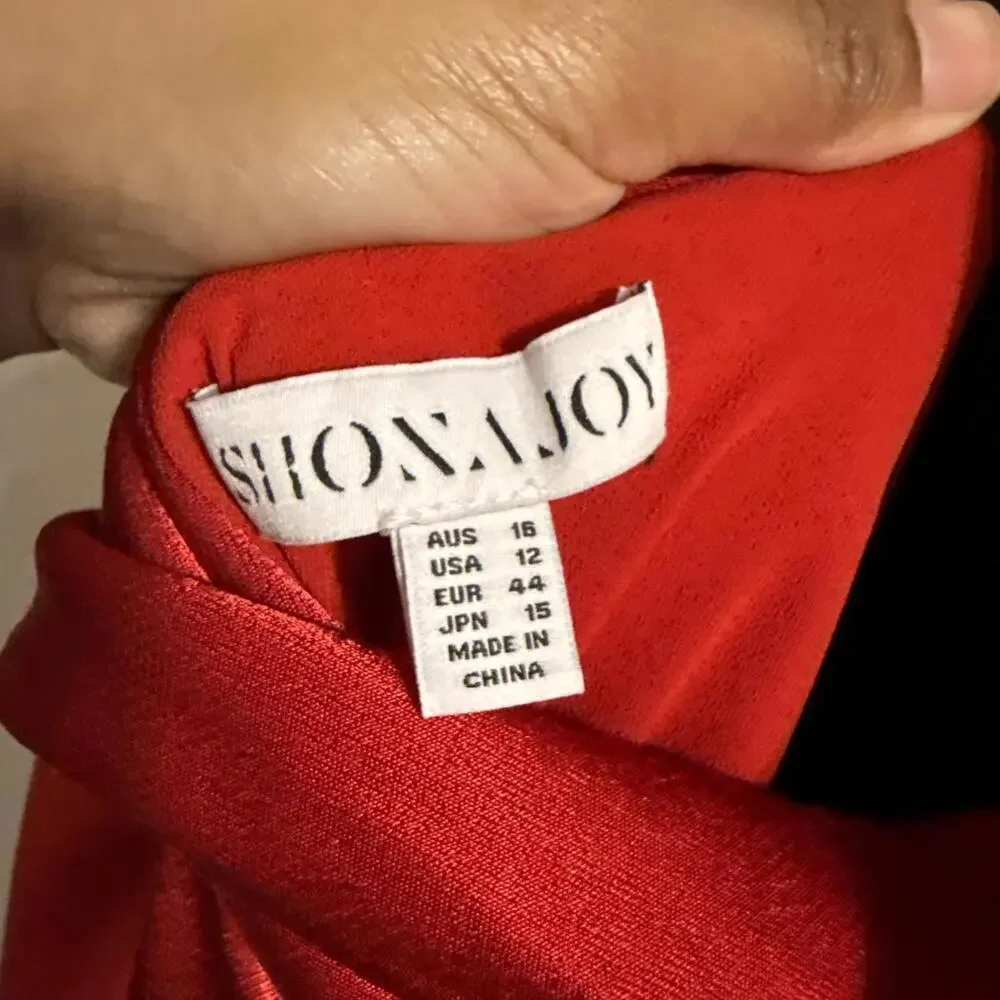 SHONA JOY
AUS 16
USA 12
EUR 44
JPN 15
MADE IN
CHINA